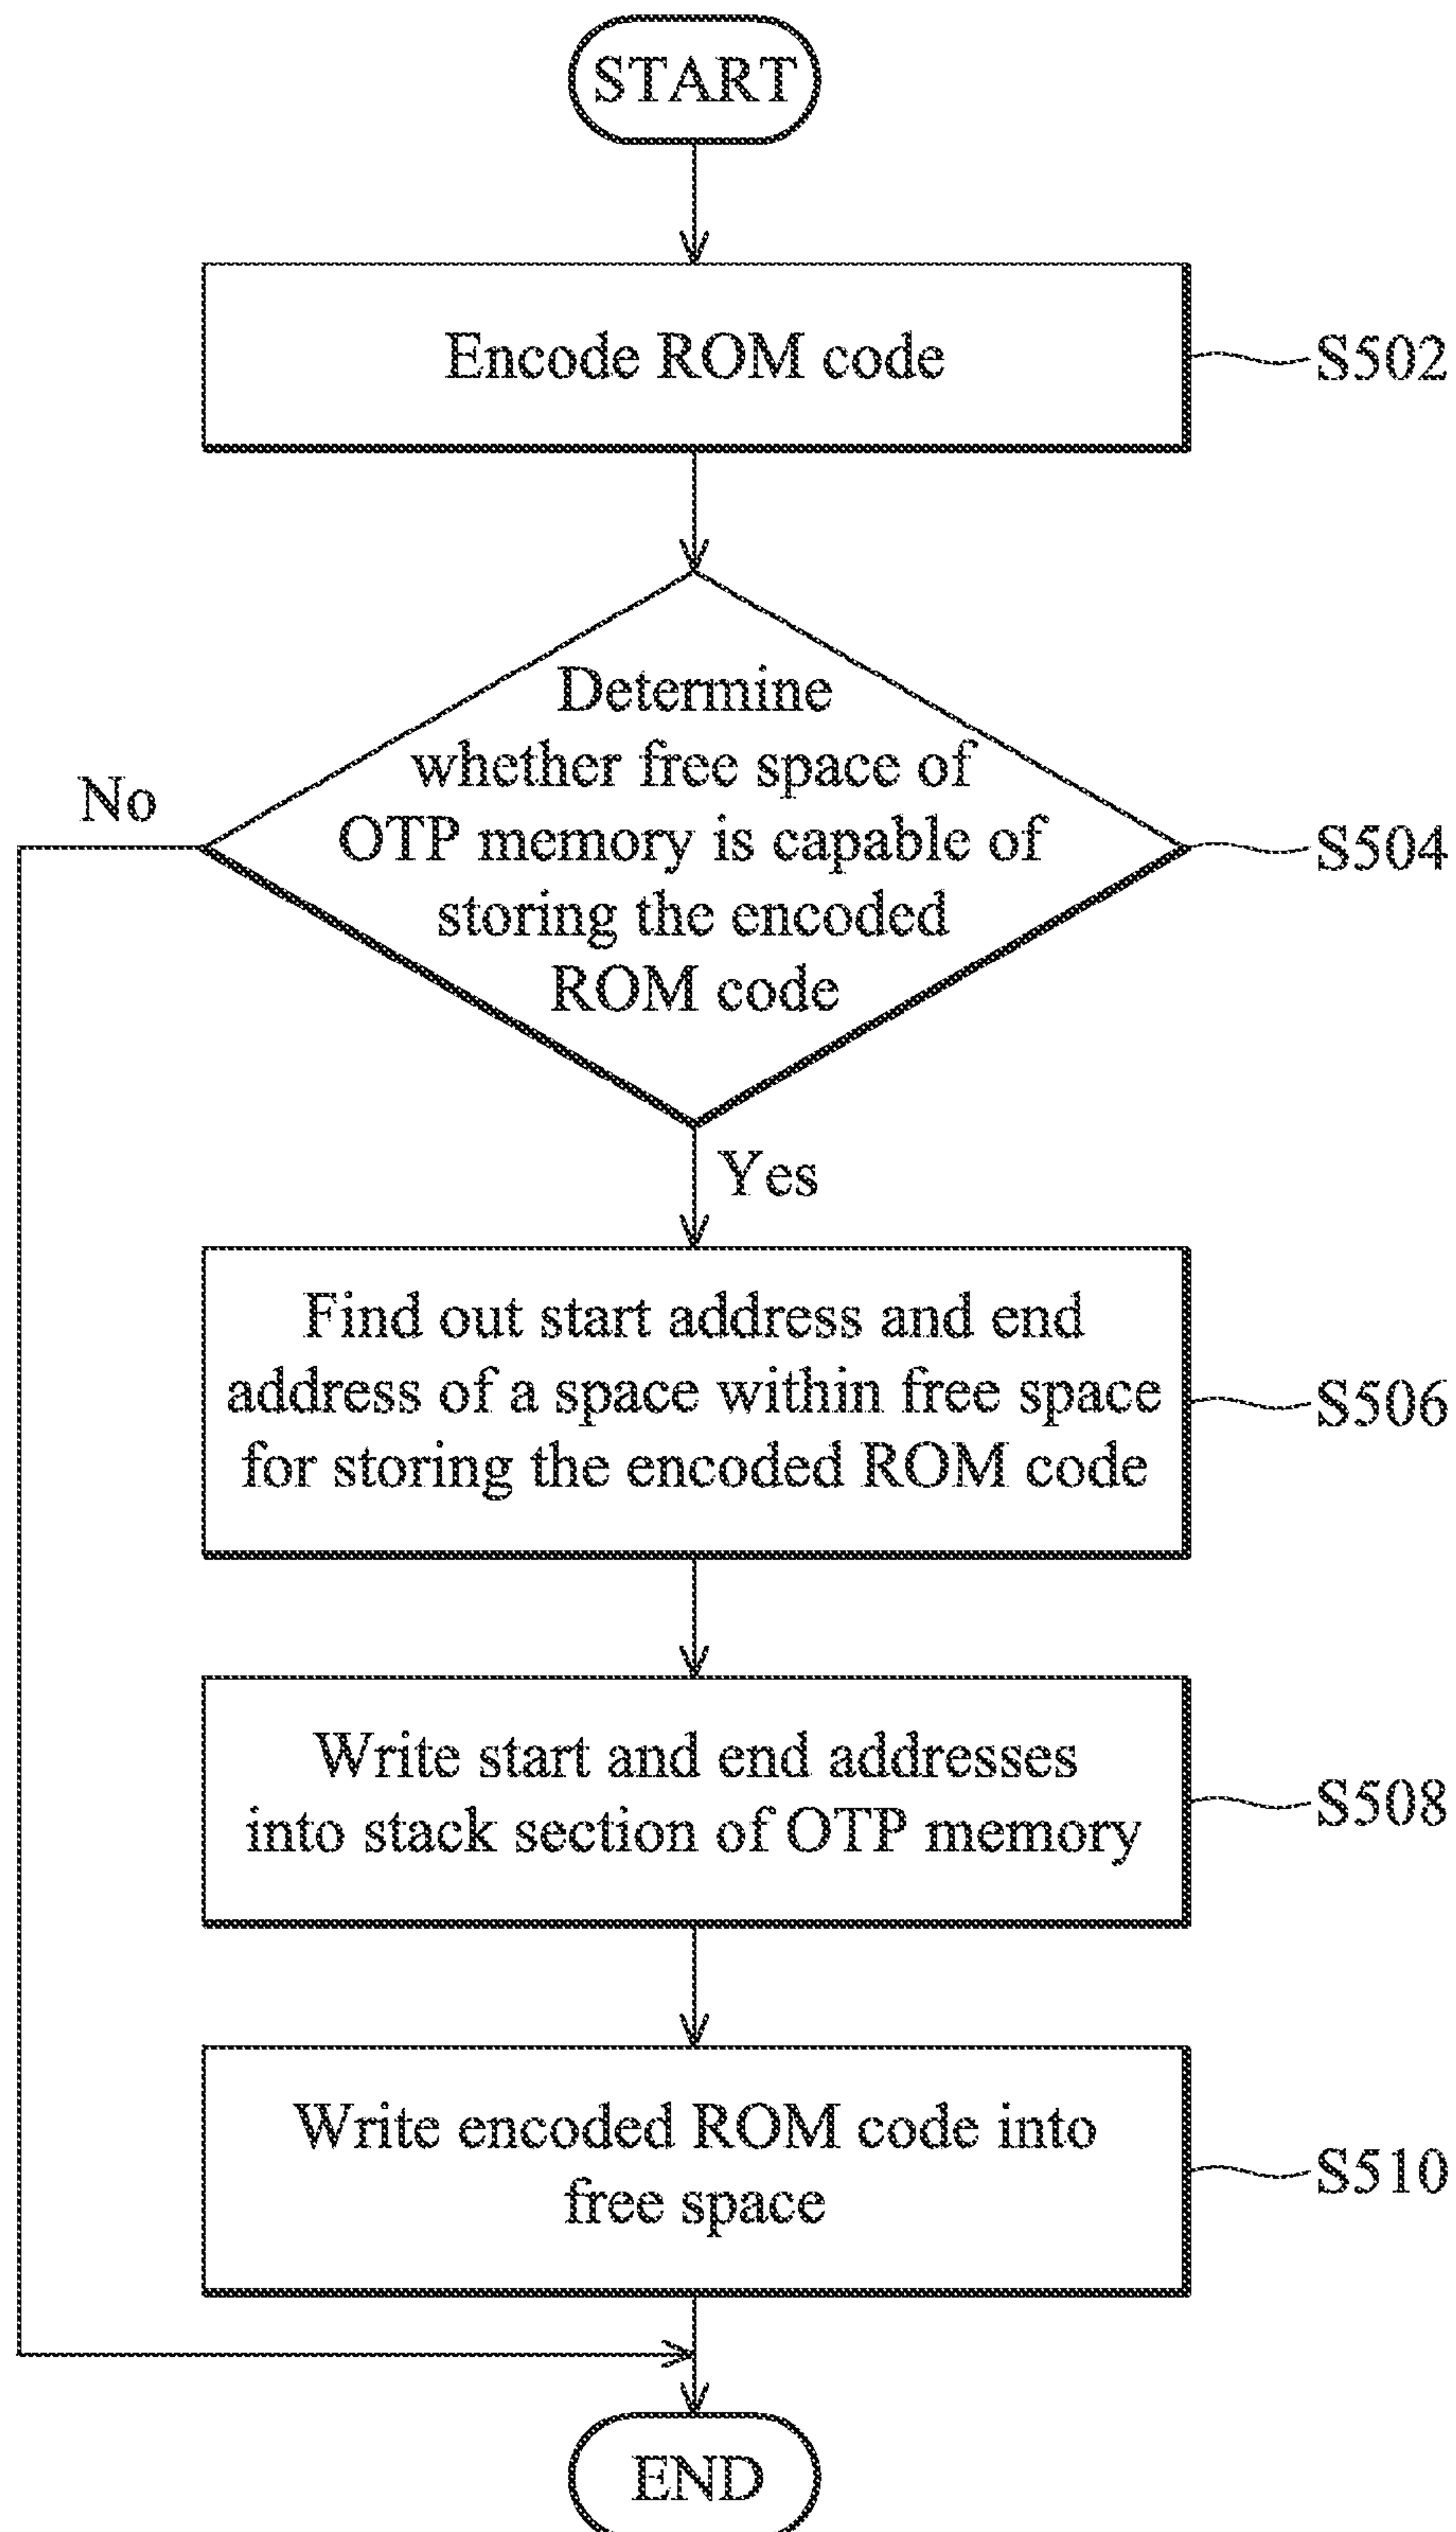 START
Encode ROM code
S502
Determine
whether free space of
OTP memory is capable of
storing the encoded
ROM code
No
S504
Yes
Find out start address and end
address of a space within free space
for storing the encoded ROM code
S506
Write start and end addresses
into stack section of OTP memory
S508
Write encoded ROM code into
free space
S510
END